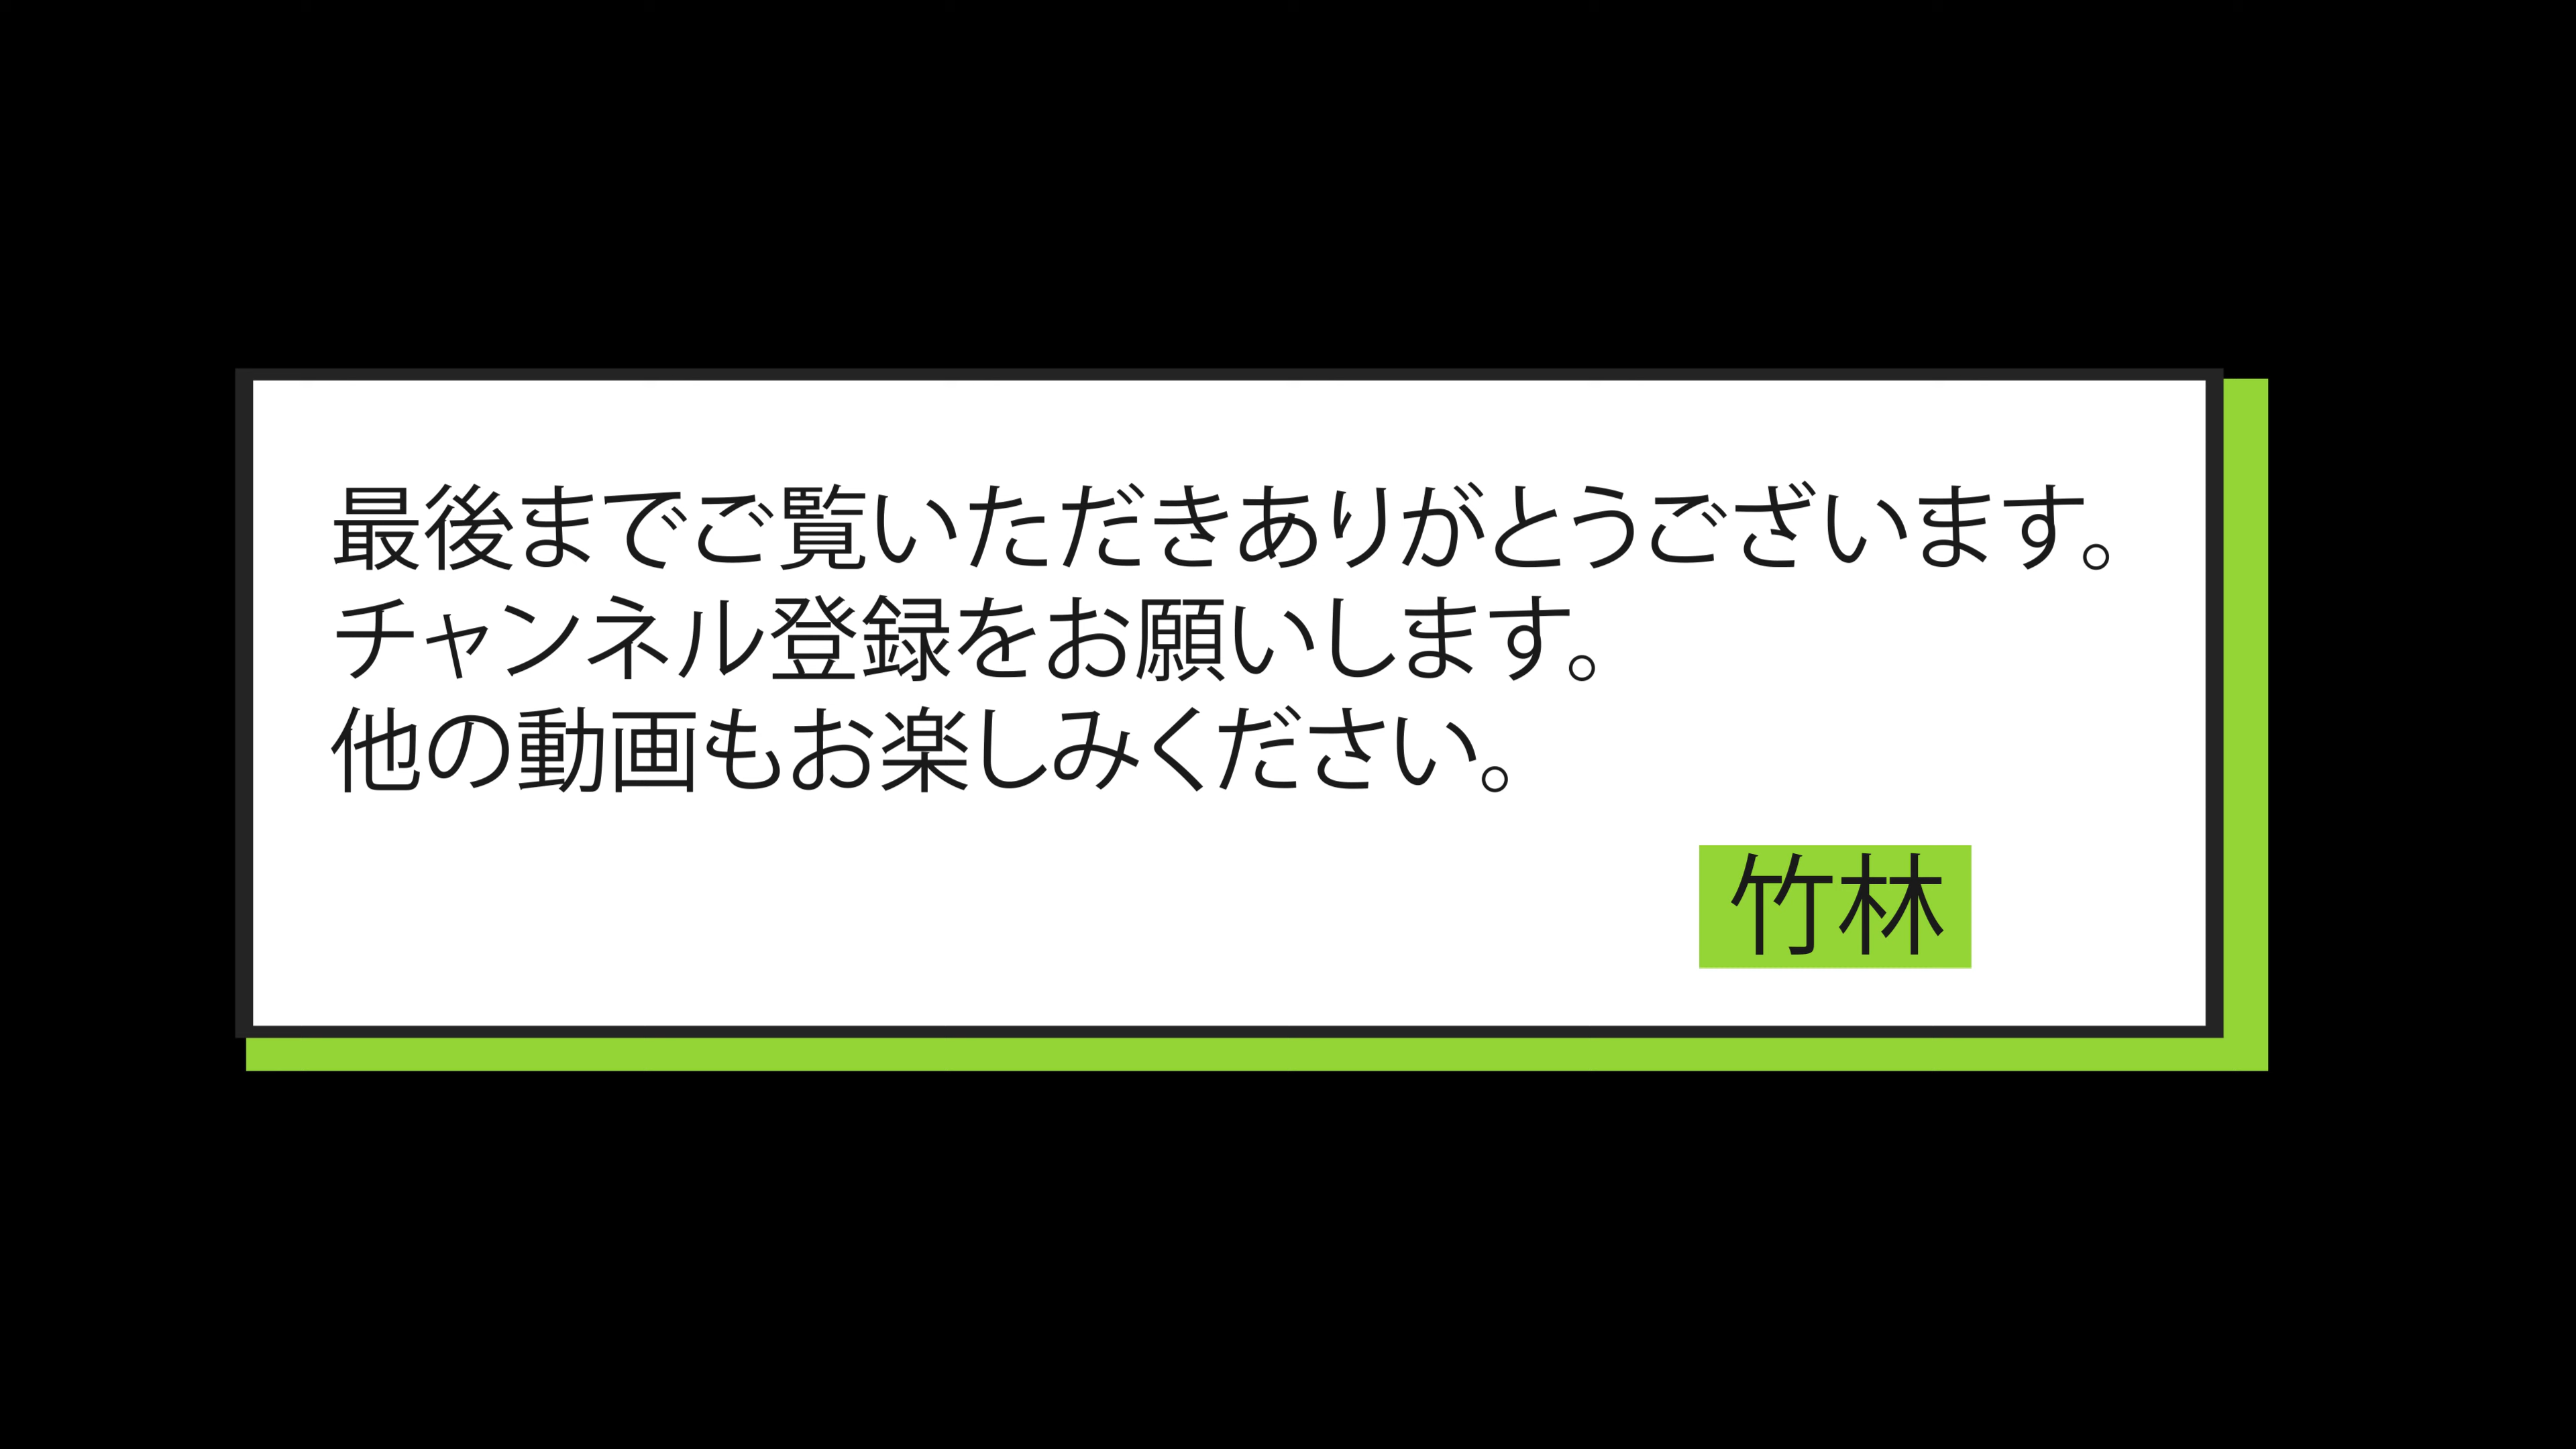 最後までご覧いただきありがとうございます。
チャンネル登録をお願いします。
他の動画もお楽しみください。
竹林